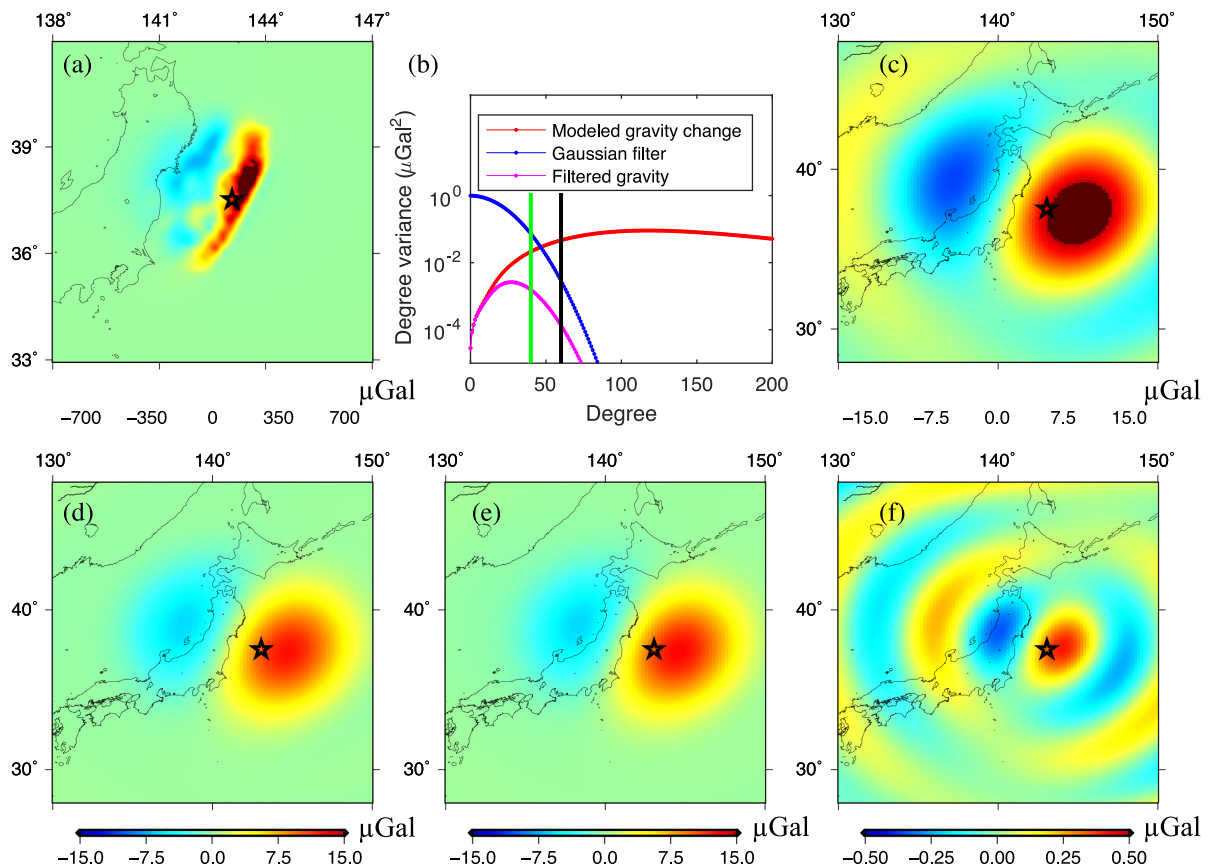 138° 141° 144° 147°
(a)
39°
36°
33°
µGal
−700 −350 0 350 700
(b)
Degree variance (µGal²)
10⁰
10⁻²
10⁻⁴
Modeled gravity change
Gaussian filter
Filtered gravity
0 50 100 150 200
Degree
130° 140° 150°
(c)
40°
30°
µGal
−15.0 −7.5 0.0 7.5 15.0
130° 140° 150°
(d)
40°
30°
µGal
−15.0 −7.5 0.0 7.5 15.0
130° 140° 150°
(e)
40°
30°
µGal
−15.0 −7.5 0.0 7.5 15.0
130° 140° 150°
(f)
40°
30°
µGal
−0.50 −0.25 0.00 0.25 0.50